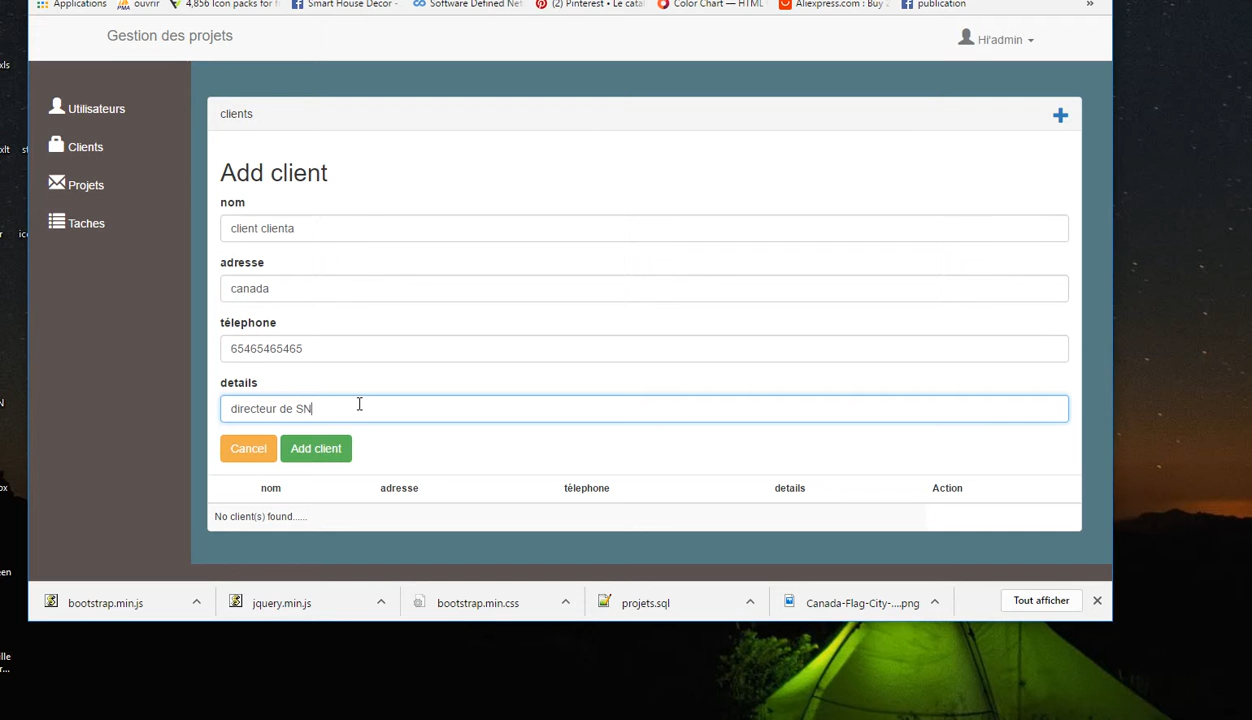 Applications
ouvrir
4,856 Icon packs for
Smart House Decor -
Software Defined Net
(2) Pinterest • Le cata
Color Chart — HTML
Aliexpress.com : Buy
publication
»
Gestion des projets
Hi'admin
Utilisateurs
Clients
Projets
Taches
clients
Add client
nom
client clienta
adresse
canada
télephone
65465465465
details
directeur de SN
Cancel Add client
nom adresse télephone details Action
No client(s) found......
bootstrap.min.js
jquery.min.js
bootstrap.min.css
projets.sql
Canada-Flag-City-....png
Tout afficher